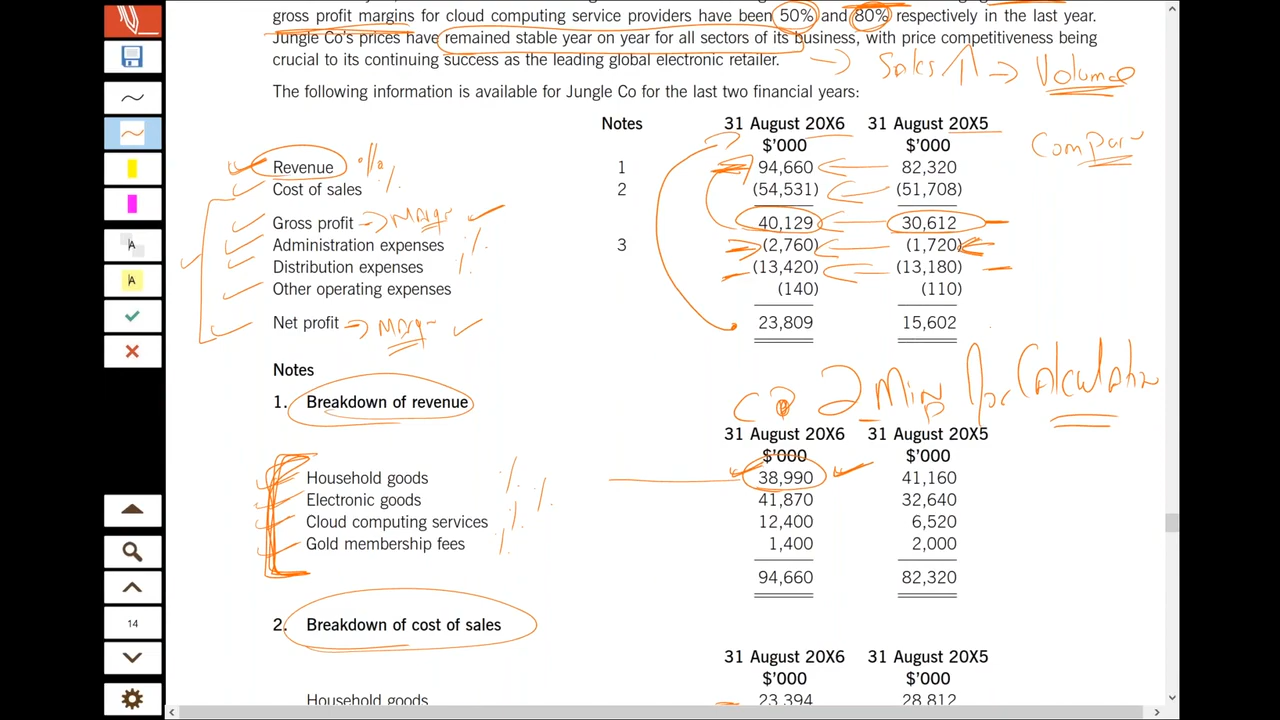 gross profit margins for cloud computing service providers have been 50% and 80% respectively in the last year.
Jungle Co's prices have remained stable year on year for all sectors of its business, with price competitiveness being
crucial to its continuing success as the leading global electronic retailer.
→ Sales ↑ → Volume
The following information is available for Jungle Co for the last two financial years:
Notes 31 August 20X6 31 August 20X5
$'000 $'000
Compar
Revenue % 1 94,660 82,320
Cost of sales % 2 (54,531) (51,708)
Gross profit → Margin 40,129 30,612
Administration expenses % 3 (2,760) (1,720)
Distribution expenses % (13,420) (13,180)
Other operating expenses (140) (110)
Net profit → Margin 23,809 15,602
Notes
2 Min for Calculation
1. Breakdown of revenue
31 August 20X6 31 August 20X5
$'000 $'000
Household goods % 38,990 41,160
Electronic goods % 41,870 32,640
Cloud computing services % 12,400 6,520
Gold membership fees % 1,400 2,000
94,660 82,320
2. Breakdown of cost of sales
31 August 20X6 31 August 20X5
$'000 $'000
Household goods 23,394 28,812
A
A
14